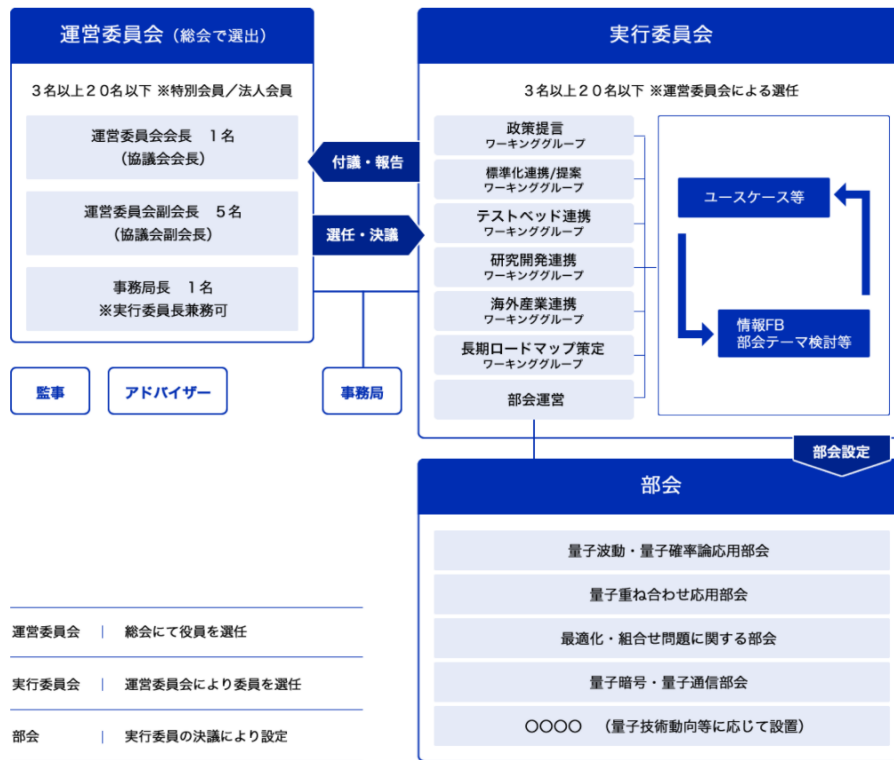 運営委員会（総会で選出）
３名以上２０名以下 ※特別会員／法人会員
運営委員会会長　１名
（協議会会長）
運営委員会副会長　５名
（協議会副会長）
事務局長　１名
※実行委員長兼務可
監事
アドバイザー
事務局
付議・報告
選任・決議
実行委員会
３名以上２０名以下 ※運営委員会による選任
政策提言
ワーキンググループ
標準化連携/提案
ワーキンググループ
テストベッド連携
ワーキンググループ
研究開発連携
ワーキンググループ
海外産業連携
ワーキンググループ
長期ロードマップ策定
ワーキンググループ
部会運営
ユースケース等
情報FB
部会テーマ検討等
部会設定
部会
量子波動・量子確率論応用部会
量子重ね合わせ応用部会
最適化・組合せ問題に関する部会
量子暗号・量子通信部会
〇〇〇〇　（量子技術動向等に応じて設置）
運営委員会　|　総会にて役員を選任
実行委員会　|　運営委員会により委員を選任
部会　|　実行委員の決議により設定